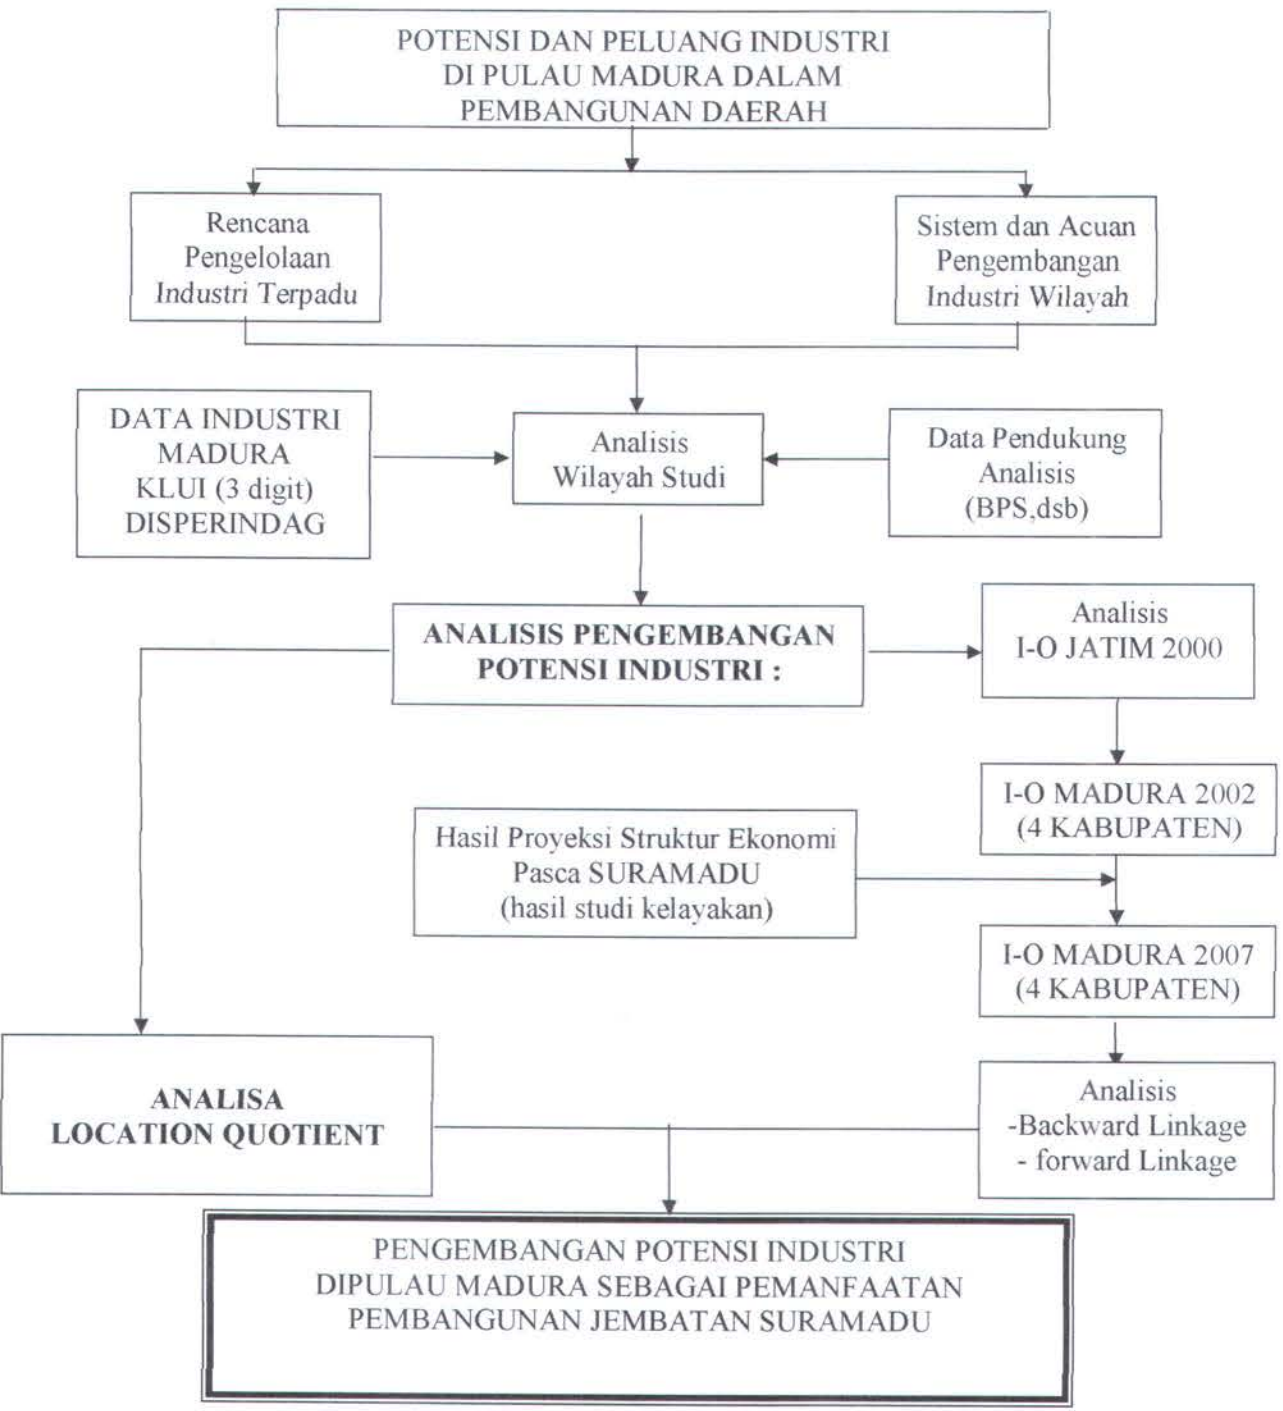 POTENSI DAN PELUANG INDUSTRI
DI PULAU MADURA DALAM
PEMBANGUNAN DAERAH
Rencana
Pengelolaan
Industri Terpadu
Sistem dan Acuan
Pengembangan
Industri Wilayah
DATA INDUSTRI
MADURA
KLUI (3 digit)
DISPERINDAG
Analisis
Wilayah Studi
Data Pendukung
Analisis
(BPS,dsb)
ANALISIS PENGEMBANGAN
POTENSI INDUSTRI :
Analisis
I-O JATIM 2000
I-O MADURA 2002
(4 KABUPATEN)
Hasil Proyeksi Struktur Ekonomi
Pasca SURAMADU
(hasil studi kelayakan)
I-O MADURA 2007
(4 KABUPATEN)
ANALISA
LOCATION QUOTIENT
Analisis
-Backward Linkage
- forward Linkage
PENGEMBANGAN POTENSI INDUSTRI
DIPULAU MADURA SEBAGAI PEMANFAATAN
PEMBANGUNAN JEMBATAN SURAMADU